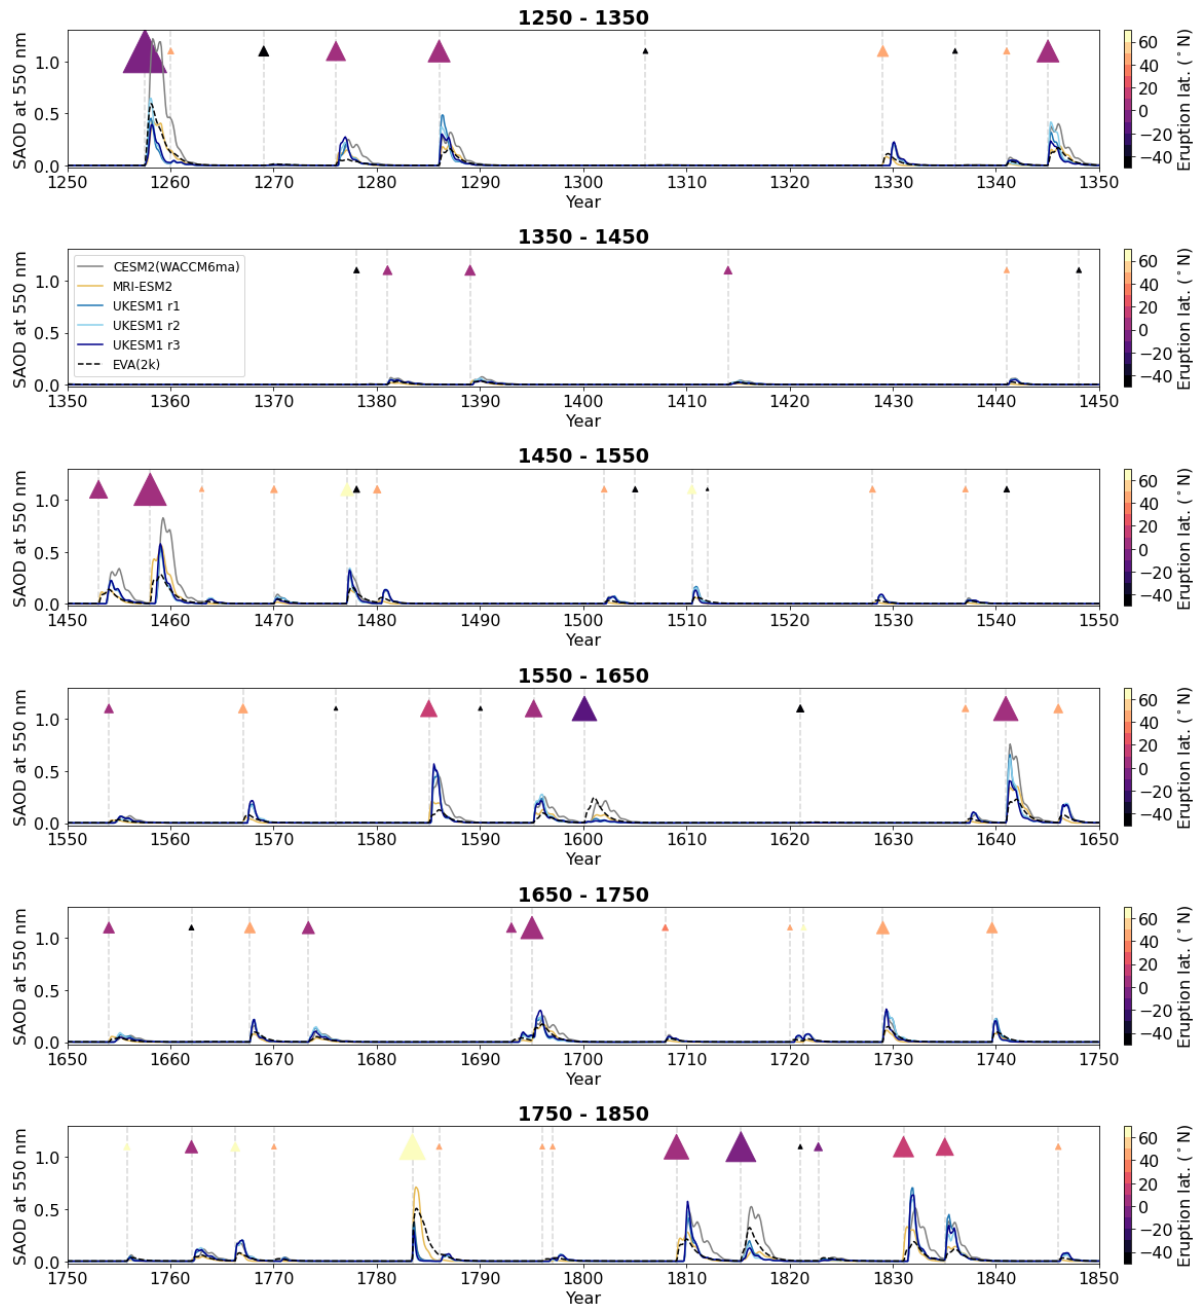 1250 - 1350
SAOD at 550 nm
1.0
0.5
0.0
1250 1260 1270 1280 1290 1300 1310 1320 1330 1340 1350
Year
60
40
20
0
−20
−40
Eruption lat. (°N)
1350 - 1450
SAOD at 550 nm
1.0
0.5
0.0
CESM2(WACCM6ma)
MRI-ESM2
UKESM1 r1
UKESM1 r2
UKESM1 r3
EVA(2k)
1350 1360 1370 1380 1390 1400 1410 1420 1430 1440 1450
Year
60
40
20
0
−20
−40
Eruption lat. (°N)
1450 - 1550
SAOD at 550 nm
1.0
0.5
0.0
1450 1460 1470 1480 1490 1500 1510 1520 1530 1540 1550
Year
60
40
20
0
−20
−40
Eruption lat. (°N)
1550 - 1650
SAOD at 550 nm
1.0
0.5
0.0
1550 1560 1570 1580 1590 1600 1610 1620 1630 1640 1650
Year
60
40
20
0
−20
−40
Eruption lat. (°N)
1650 - 1750
SAOD at 550 nm
1.0
0.5
0.0
1650 1660 1670 1680 1690 1700 1710 1720 1730 1740 1750
Year
60
40
20
0
−20
−40
Eruption lat. (°N)
1750 - 1850
SAOD at 550 nm
1.0
0.5
0.0
1750 1760 1770 1780 1790 1800 1810 1820 1830 1840 1850
Year
60
40
20
0
−20
−40
Eruption lat. (°N)